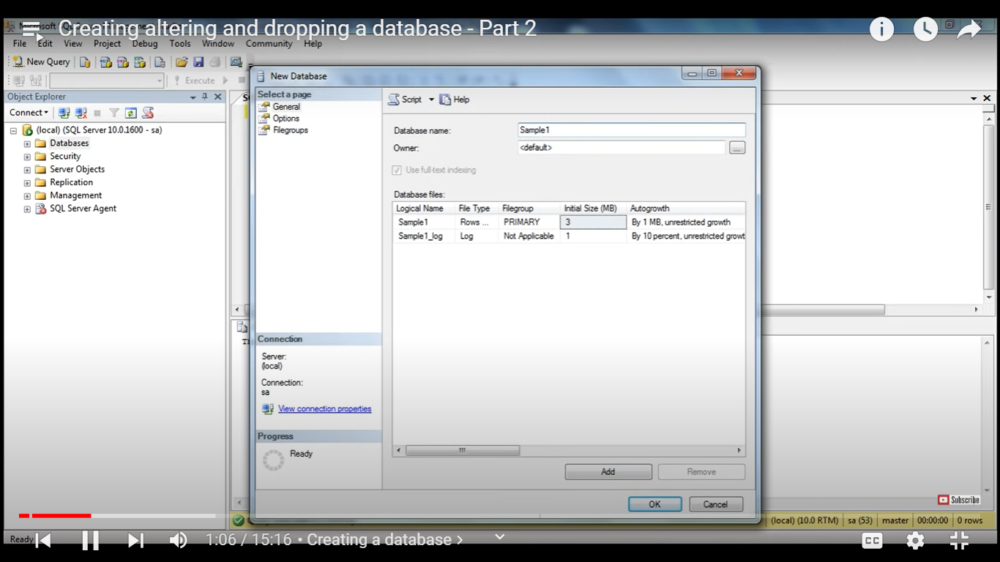 Creating altering and dropping a database - Part 2
File Edit View Project Debug Tools Window Community Help
New Query
Execute
Object Explorer
Connect
(local) (SQL Server 10.0.1600 - sa)
Databases
Security
Server Objects
Replication
Management
SQL Server Agent
New Database
Select a page
General
Options
Filegroups
Script Help
Database name: Sample1
Owner: <default> ...
Use full-text indexing
Database files:
Logical Name File Type Filegroup Initial Size (MB) Autogrowth
Sample1 Rows ... PRIMARY 3 By 1 MB, unrestricted growth
Sample1_log Log Not Applicable 1 By 10 percent, unrestricted growt
Connection
Server:
(local)
Connection:
sa
View connection properties
Progress
Ready
Add Remove
OK Cancel
Subscribe
(local) (10.0 RTM) sa (53) master 00:00:00 0 rows
Ready
1:06 / 15:16 • Creating a database
CC